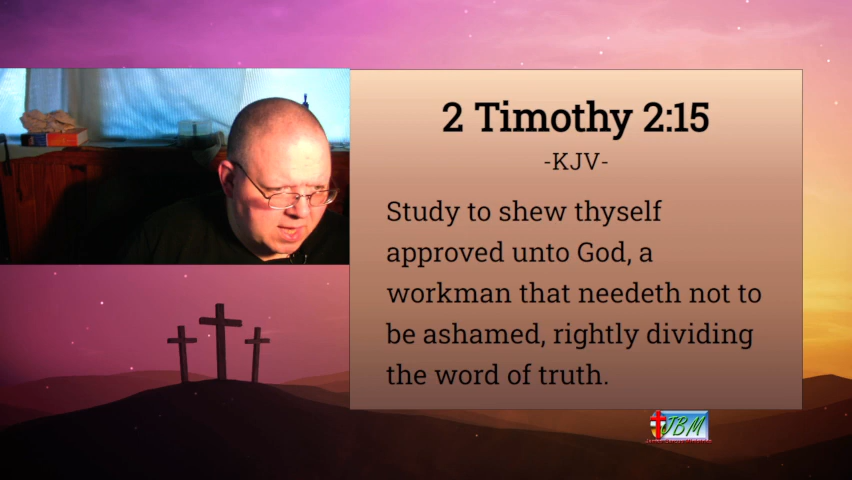 2 Timothy 2:15
-KJV-
Study to shew thyself
approved unto God, a
workman that needeth not to
be ashamed, rightly dividing
the word of truth.
JBM